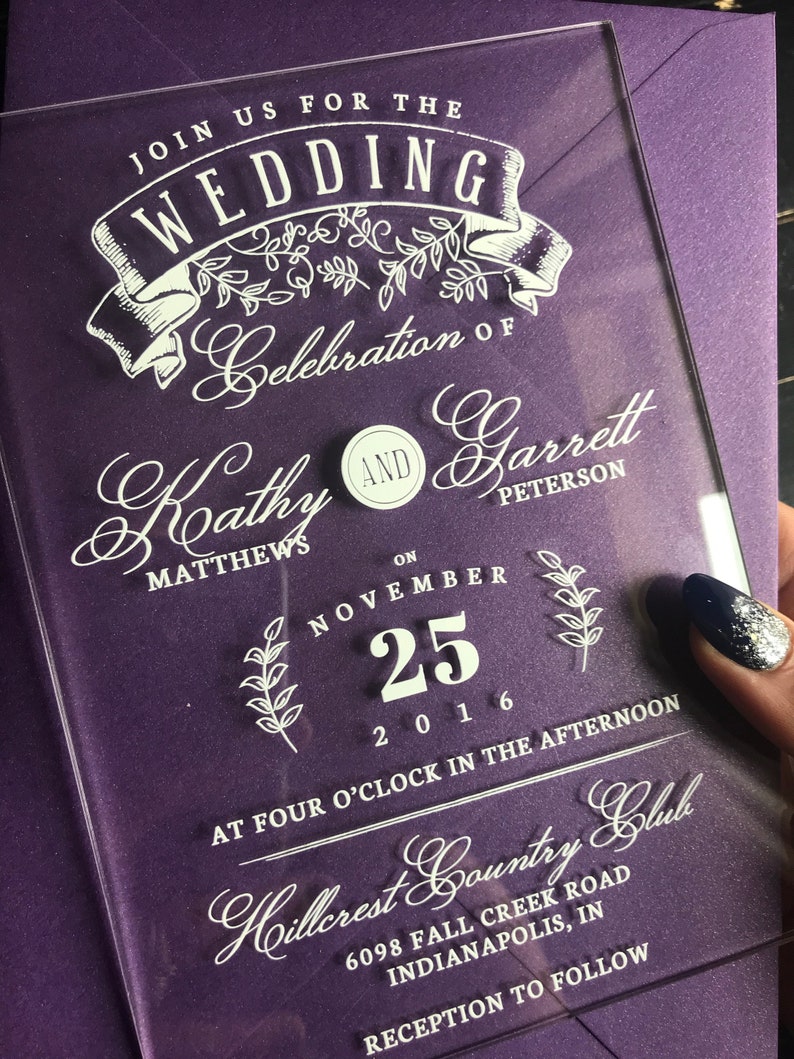 JOIN US FOR THE
WEDDING
Celebration OF
Kathy
MATTHEWS
AND
Garrett
PETERSON
ON
NOVEMBER
25
2016
AT FOUR O'CLOCK IN THE AFTERNOON
Hillcrest Country Club
6098 FALL CREEK ROAD
INDIANAPOLIS, IN
RECEPTION TO FOLLOW